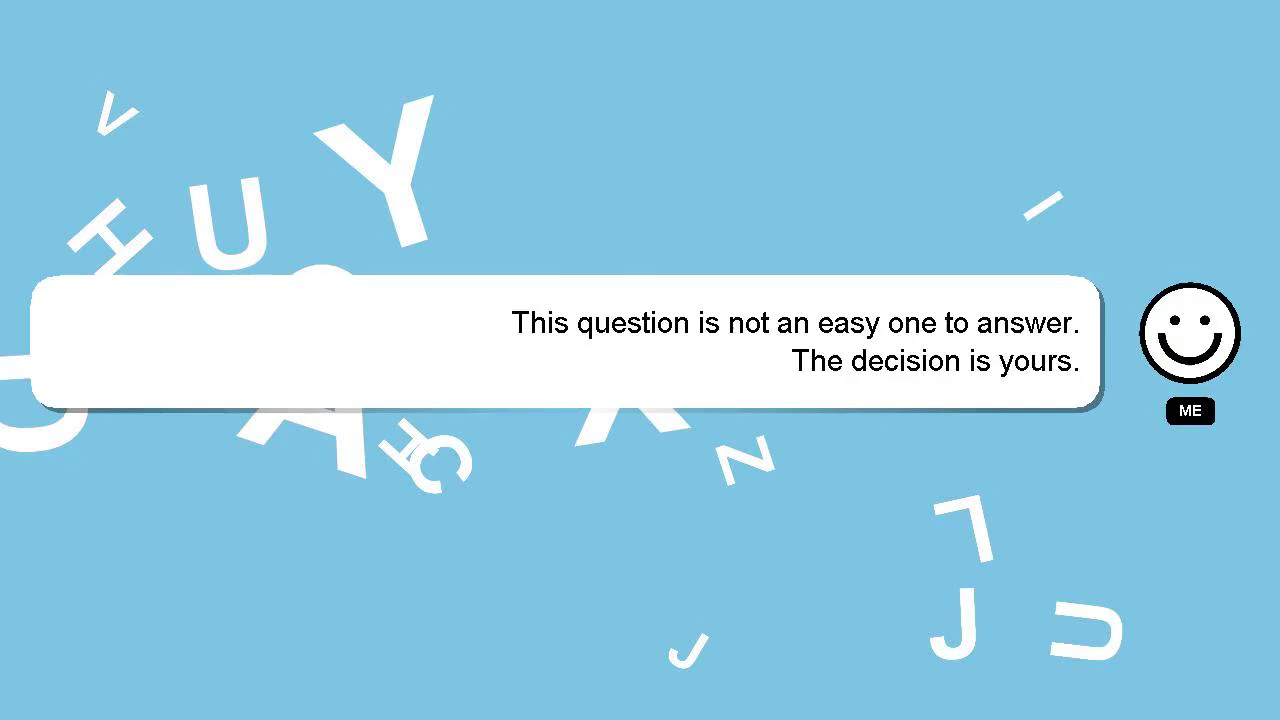 V
Y
U
H
I
This question is not an easy one to answer.
The decision is yours.
ME
A
X
H
C
N
L
J
U
J